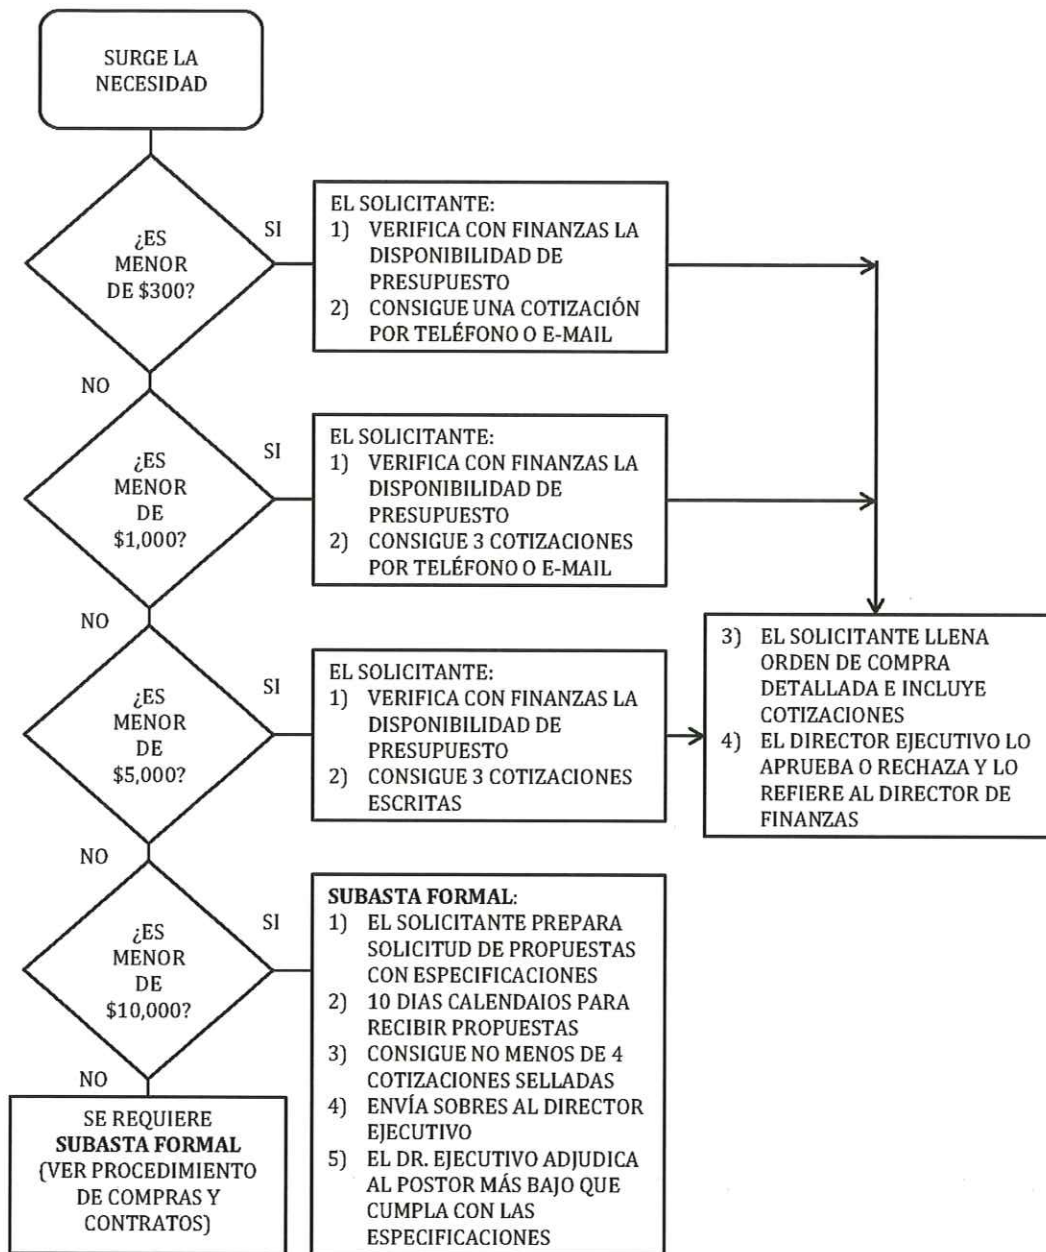 SURGE LA
NECESIDAD
¿ES
MENOR
DE $300?
SI
EL SOLICITANTE:
1) VERIFICA CON FINANZAS LA
DISPONIBILIDAD DE
PRESUPUESTO
2) CONSIGUE UNA COTIZACIÓN
POR TELÉFONO O E-MAIL
NO
¿ES
MENOR
DE
$1,000?
SI
EL SOLICITANTE:
1) VERIFICA CON FINANZAS LA
DISPONIBILIDAD DE
PRESUPUESTO
2) CONSIGUE 3 COTIZACIONES
POR TELÉFONO O E-MAIL
NO
¿ES
MENOR
DE
$5,000?
SI
EL SOLICITANTE:
1) VERIFICA CON FINANZAS LA
DISPONIBILIDAD DE
PRESUPUESTO
2) CONSIGUE 3 COTIZACIONES
ESCRITAS
3) EL SOLICITANTE LLENA
ORDEN DE COMPRA
DETALLADA E INCLUYE
COTIZACIONES
4) EL DIRECTOR EJECUTIVO LO
APRUEBA O RECHAZA Y LO
REFIERE AL DIRECTOR DE
FINANZAS
NO
¿ES
MENOR
DE
$10,000?
SI
SUBASTA FORMAL:
1) EL SOLICITANTE PREPARA
SOLICITUD DE PROPUESTAS
CON ESPECIFICACIONES
2) 10 DIAS CALENDAIOS PARA
RECIBIR PROPUESTAS
3) CONSIGUE NO MENOS DE 4
COTIZACIONES SELLADAS
4) ENVÍA SOBRES AL DIRECTOR
EJECUTIVO
5) EL DR. EJECUTIVO ADJUDICA
AL POSTOR MÁS BAJO QUE
CUMPLA CON LAS
ESPECIFICACIONES
NO
SE REQUIERE
SUBASTA FORMAL
(VER PROCEDIMIENTO
DE COMPRAS Y
CONTRATOS)